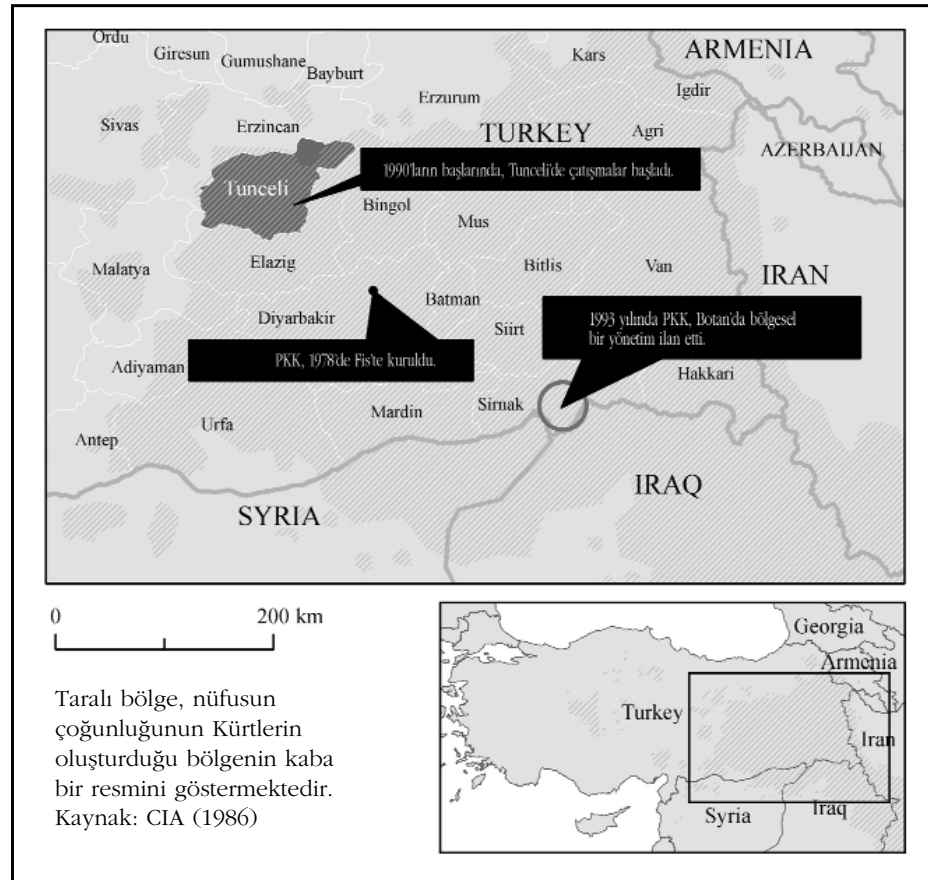 Ordu
Giresun
Gumushane
Bayburt
Kars
ARMENIA
Igdir
Sivas
Erzincan
Erzurum
TURKEY
Agri
AZERBAIJAN
Tunceli
1990'ların başlarında, Tunceli'de çatışmalar başladı.
Bingol
Mus
Malatya
Elazig
Bitlis
Van
IRAN
Batman
Diyarbakir
Siirt
1993 yılında PKK, Botan'da bölgesel
bir yönetim ilan etti.
PKK, 1978'de Fis'te kuruldu.
Adiyaman
Hakkari
Sirnak
Mardin
Urfa
Antep
IRAQ
SYRIA
0 200 km
Taralı bölge, nüfusun
çoğunluğunun Kürtlerin
oluşturduğu bölgenin kaba
bir resmini göstermektedir.
Kaynak: CIA (1986)
Georgia
Armenia
Turkey
Iran
Syria
Iraq